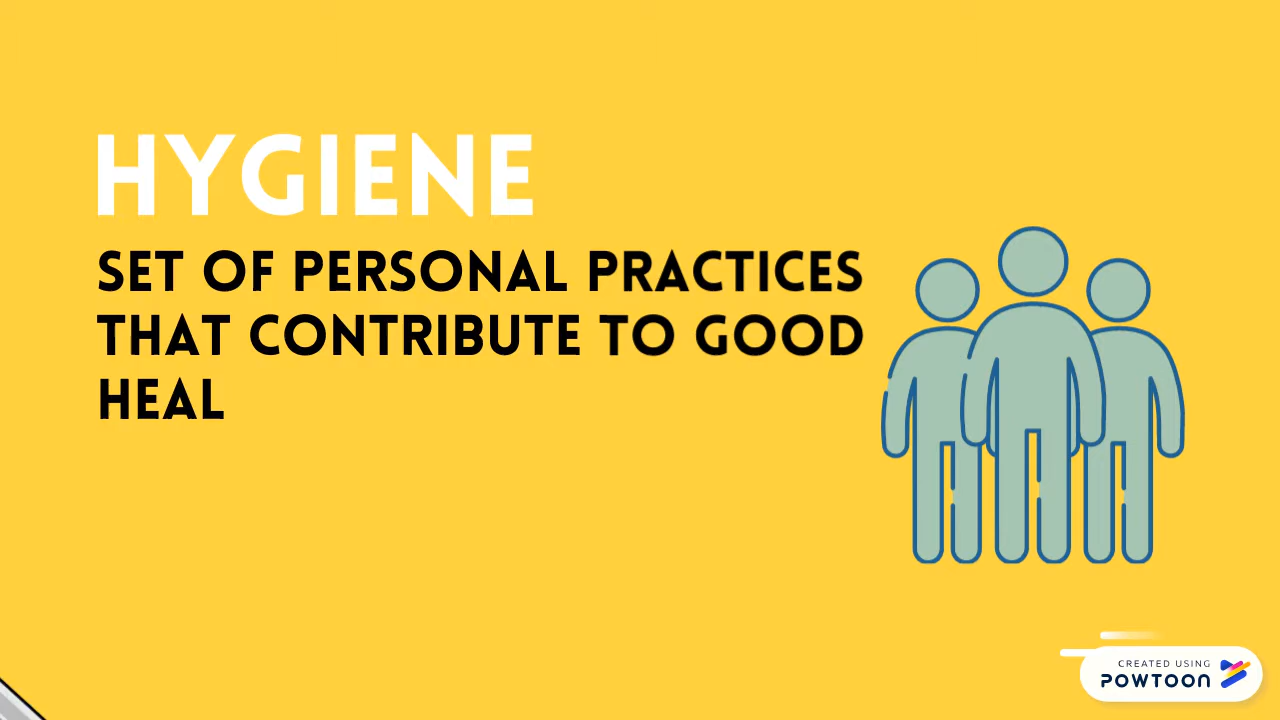 HYGIENE
SET OF PERSONAL PRACTICES
THAT CONTRIBUTE TO GOOD
HEAL
CREATED USING
POWTOON